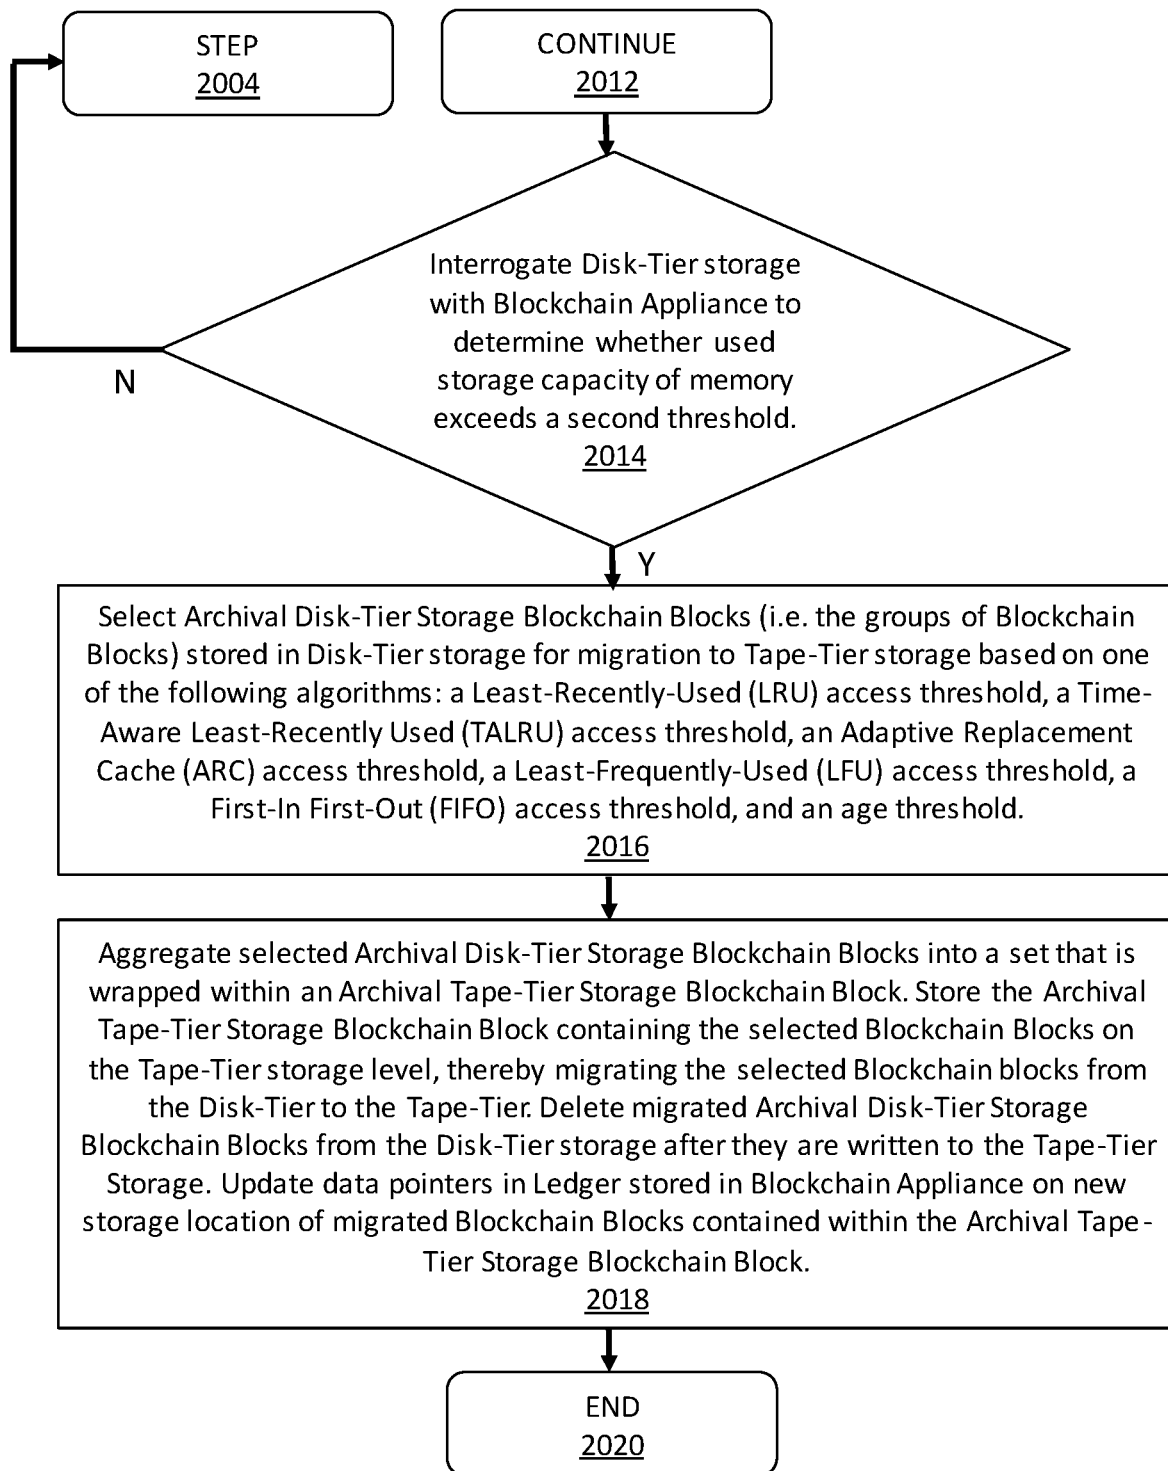 STEP
2004
CONTINUE
2012
Interrogate Disk-Tier storage
with Blockchain Appliance to
determine whether used
storage capacity of memory
exceeds a second threshold.
2014
N
Y
Select Archival Disk-Tier Storage Blockchain Blocks (i.e. the groups of Blockchain
Blocks) stored in Disk-Tier storage for migration to Tape-Tier storage based on one
of the following algorithms: a Least-Recently-Used (LRU) access threshold, a Time-
Aware Least-Recently Used (TALRU) access threshold, an Adaptive Replacement
Cache (ARC) access threshold, a Least-Frequently-Used (LFU) access threshold, a
First-In First-Out (FIFO) access threshold, and an age threshold.
2016
Aggregate selected Archival Disk-Tier Storage Blockchain Blocks into a set that is
wrapped within an Archival Tape-Tier Storage Blockchain Block. Store the Archival
Tape-Tier Storage Blockchain Block containing the selected Blockchain Blocks on
the Tape-Tier storage level, thereby migrating the selected Blockchain blocks from
the Disk-Tier to the Tape-Tier. Delete migrated Archival Disk-Tier Storage
Blockchain Blocks from the Disk-Tier storage after they are written to the Tape-Tier
Storage. Update data pointers in Ledger stored in Blockchain Appliance on new
storage location of migrated Blockchain Blocks contained within the Archival Tape-
Tier Storage Blockchain Block.
2018
END
2020